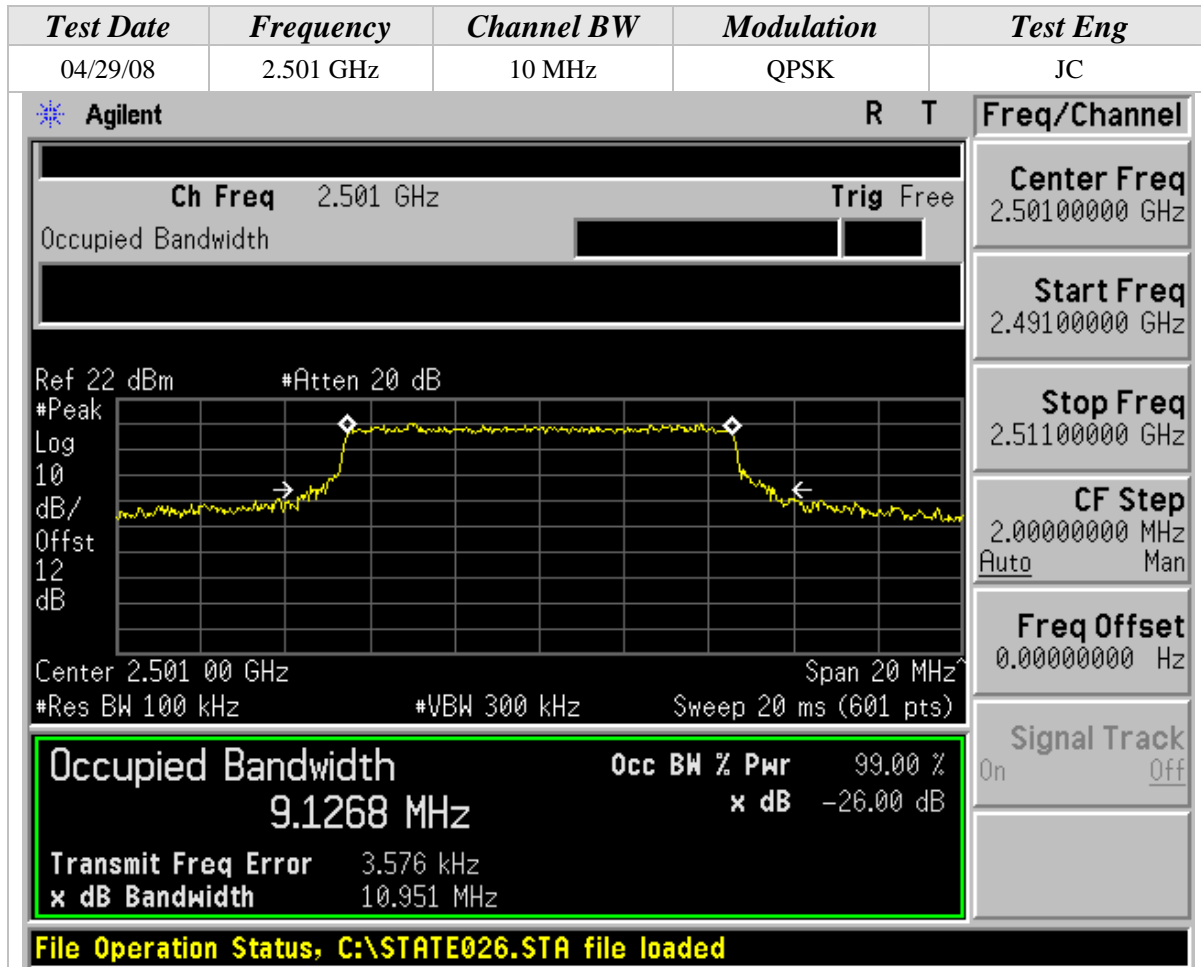 Test Date Frequency Channel BW Modulation Test Eng
04/29/08 2.501 GHz 10 MHz QPSK JC
Agilent R T Freq/Channel
Ch Freq 2.501 GHz Trig Free
Occupied Bandwidth
Center Freq
2.50100000 GHz
Start Freq
2.49100000 GHz
Stop Freq
2.51100000 GHz
CF Step
2.00000000 MHz
Auto Man
Freq Offset
0.00000000 Hz
Signal Track
On Off
Ref 22 dBm #Atten 20 dB
#Peak
Log
10
dB/
Offst
12
dB
Center 2.501 00 GHz Span 20 MHz^
#Res BW 100 kHz #VBW 300 kHz Sweep 20 ms (601 pts)
Occupied Bandwidth Occ BW % Pwr 99.00 %
9.1268 MHz x dB -26.00 dB
Transmit Freq Error 3.576 kHz
x dB Bandwidth 10.951 MHz
File Operation Status, C:\STATE026.STA file loaded